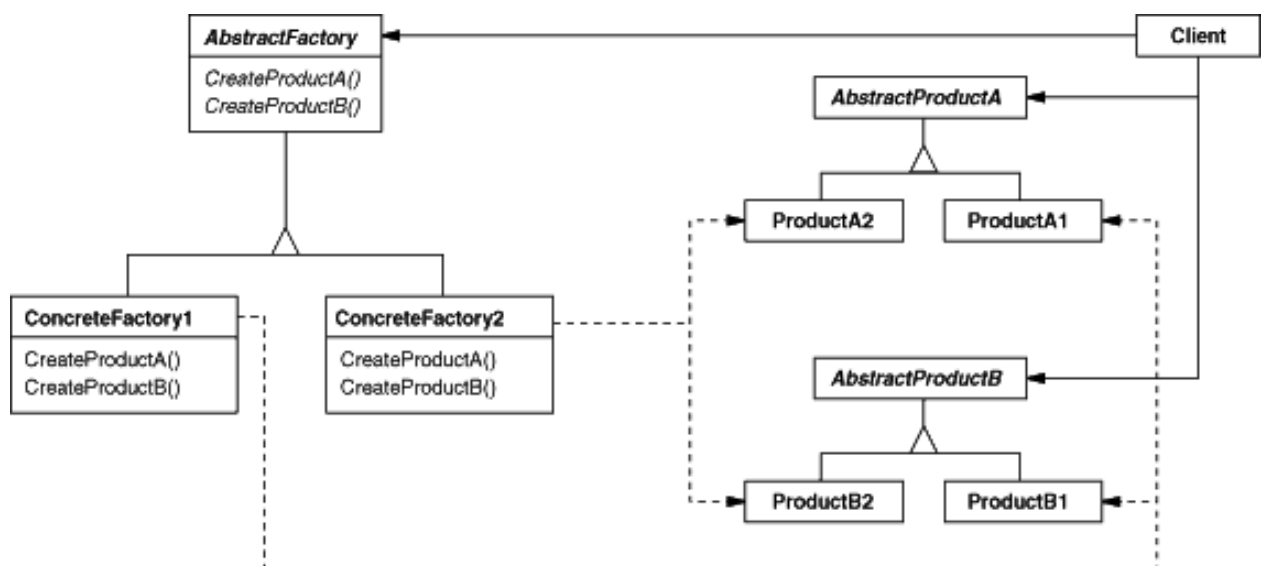 AbstractFactory
CreateProductA()
CreateProductB()
Client
AbstractProductA
ProductA2
ProductA1
ConcreteFactory1
CreateProductA()
CreateProductB()
ConcreteFactory2
CreateProductA()
CreateProductB()
AbstractProductB
ProductB2
ProductB1